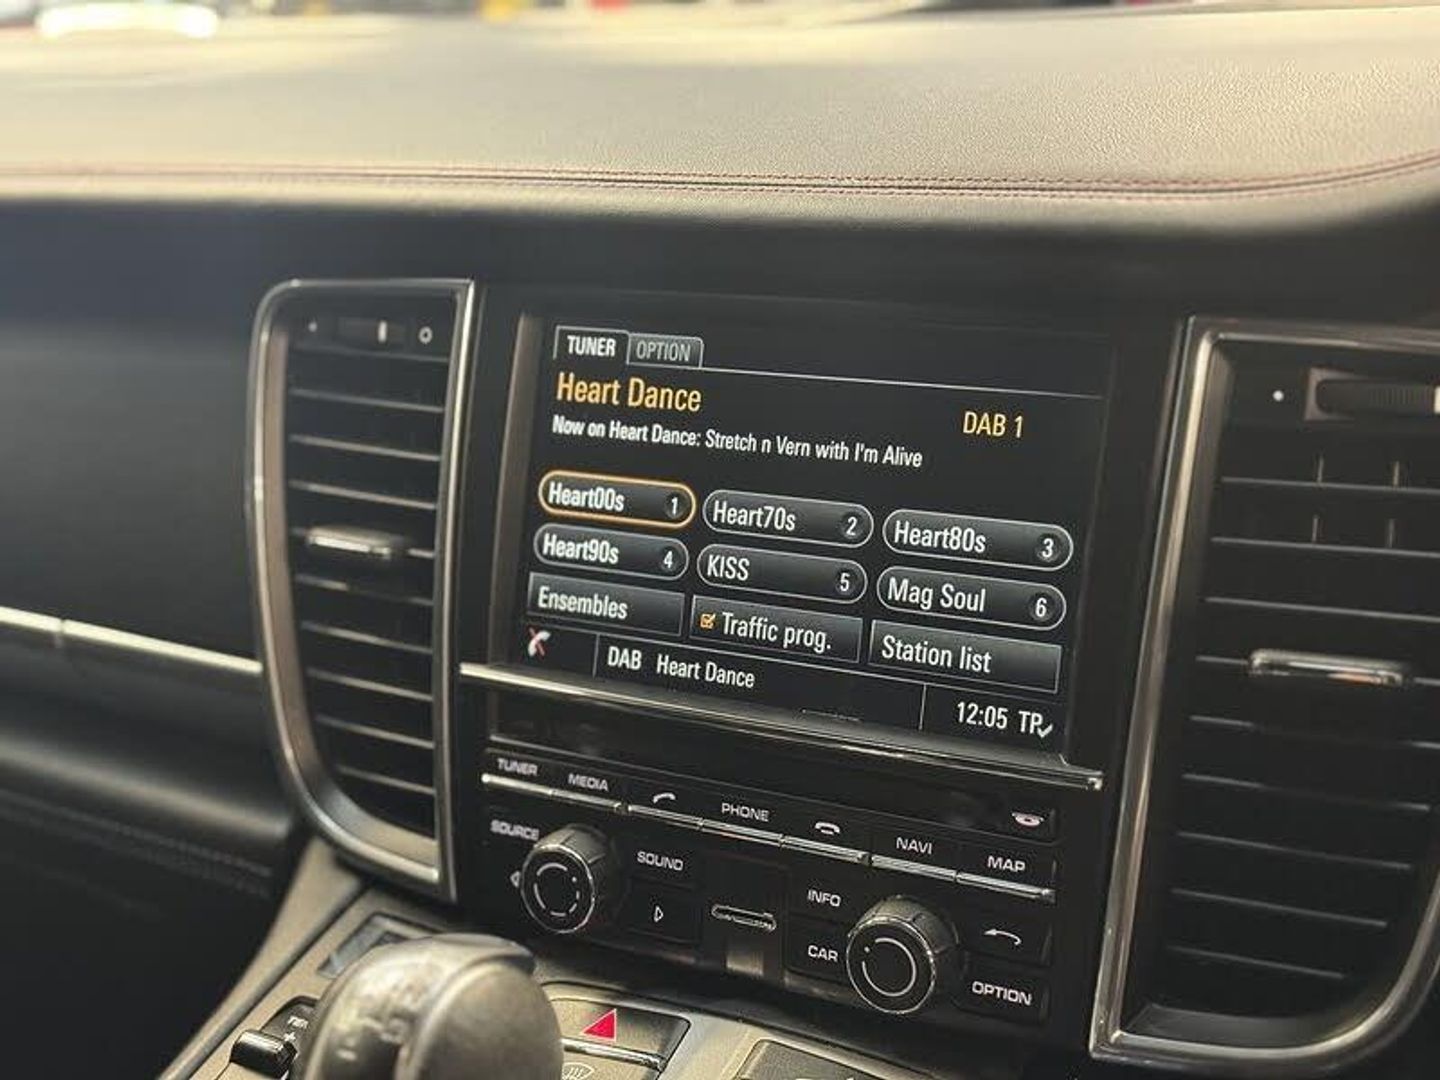 TUNER OPTION
Heart Dance
DAB 1
Now on Heart Dance: Stretch n Vern with I'm Alive
Heart00s 1 Heart70s 2 Heart80s 3
Heart90s 4 KISS 5 Mag Soul 6
Ensembles Traffic prog. Station list
DAB Heart Dance
12:05 TP
TUNER MEDIA PHONE NAVI MAP
SOURCE SOUND INFO
CAR
OPTION